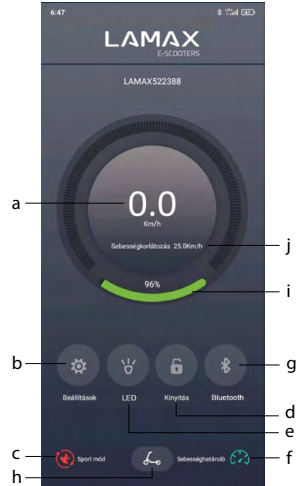 6:47
LAMAX
E-SCOOTERS
LAMAX522388
a
0.0
Km/h
Sebességkorlátozás 25.0Km/h
j
96%
i
b
g
Beállítások
LED
Kinyitás
Bluetooth
d
e
c
Sport mód
Sebességhatároló
f
h